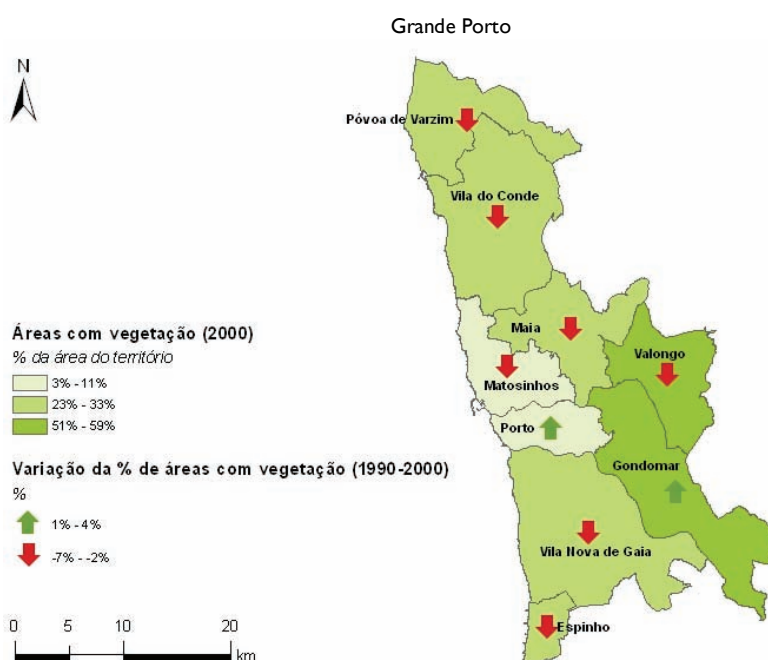 Grande Porto
N
Póvoa de Varzim
Vila do Conde
Áreas com vegetação (2000)
% da área do território
3% - 11%
23% - 33%
51% - 59%
Maia
Valongo
Matosinhos
Porto
Gondomar
Variação da % de áreas com vegetação (1990-2000)
%
1% - 4%
-7% - -2%
Vila Nova de Gaia
Espinho
0 5 10 20
km